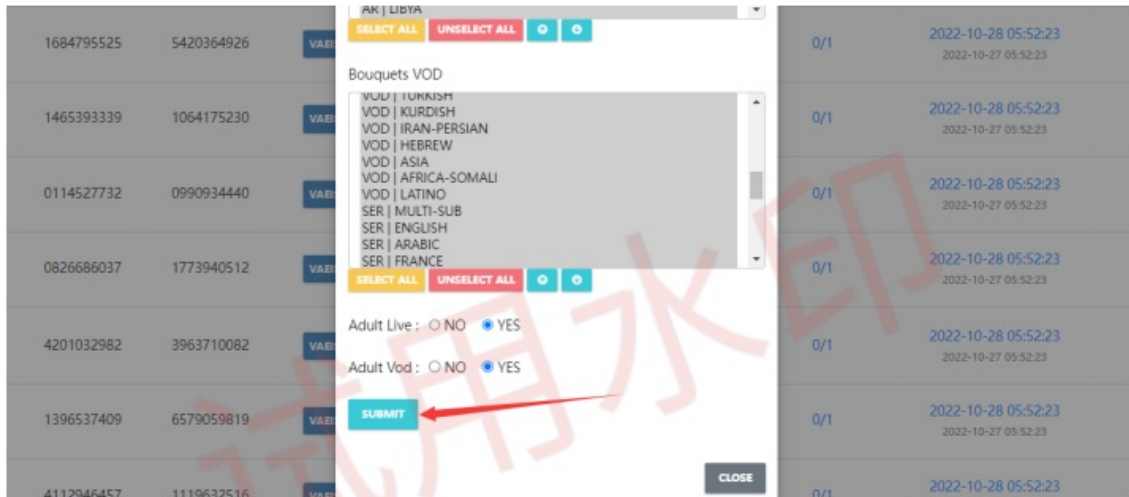 AR | LIBYA
SELECT ALL UNSELECT ALL
1684795525 5420364926 0/1 2022-10-28 05:52:23
2022-10-27 05:52:23
Bouquets VOD
VOD | TURKISH
VOD | KURDISH
VOD | IRAN-PERSIAN
VOD | HEBREW
VOD | ASIA
VOD | AFRICA-SOMALI
VOD | LATINO
SER | MULTI-SUB
SER | ENGLISH
SER | ARABIC
SER | FRANCE
1465393339 1064175230 0/1 2022-10-28 05:52:23
2022-10-27 05:52:23
0114527732 0990934440 0/1 2022-10-28 05:52:23
2022-10-27 05:52:23
0826686037 1773940512 0/1 2022-10-28 05:52:23
2022-10-27 05:52:23
SELECT ALL UNSELECT ALL
Adult Live : NO YES
4201032982 3963710082 0/1 2022-10-28 05:52:23
2022-10-27 05:52:23
Adult Vod : NO YES
SUBMIT
1396537409 6579059819 0/1 2022-10-28 05:52:23
2022-10-27 05:52:23
CLOSE
4112946457 1119632516 0/1 2022-10-28 05:52:23
试用水印